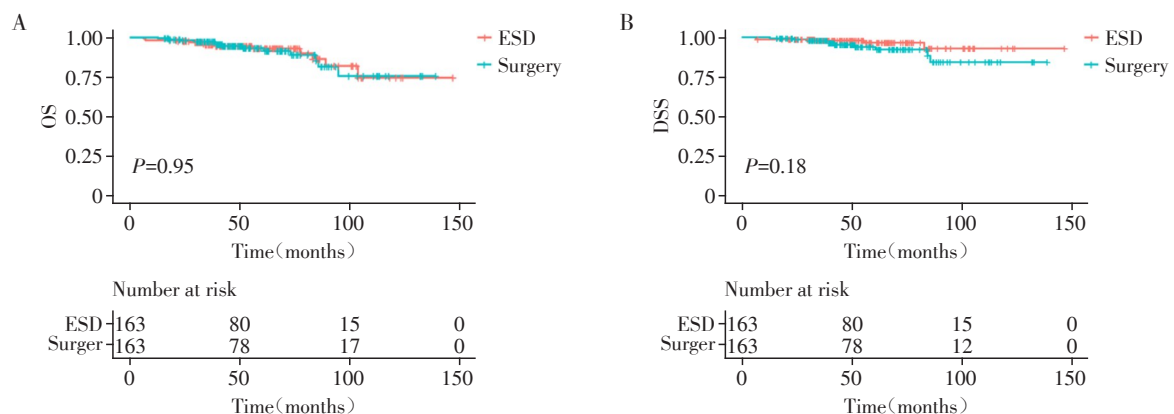 A
1.00
0.75
0.50
0.25
0
OS
P=0.95
ESD
Surgery
0 50 100 150
Time(months)
Number at risk
ESD 163 80 15 0
Surger 163 78 17 0
0 50 100 150
Time(months)
B
1.00
0.75
0.50
0.25
0
DSS
P=0.18
ESD
Surgery
0 50 100 150
Time(months)
Number at risk
ESD 163 80 15 0
Surger 163 78 12 0
0 50 100 150
Time(months)